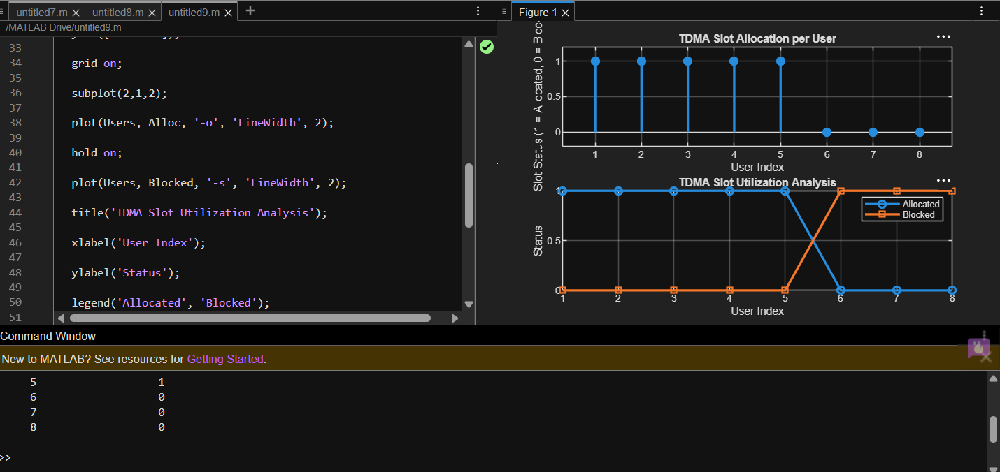 untitled7.m × untitled8.m × untitled9.m × +
/MATLAB Drive/untitled9.m
33
34 grid on;
35
36 subplot(2,1,2);
37
38 plot(Users, Alloc, '-o', 'LineWidth', 2);
39
40 hold on;
41
42 plot(Users, Blocked, '-s', 'LineWidth', 2);
43
44 title('TDMA Slot Utilization Analysis');
45
46 xlabel('User Index');
47
48 ylabel('Status');
49
50 legend('Allocated', 'Blocked');
51
Figure 1 ×
TDMA Slot Allocation per User
Slot Status (1 = Allocated, 0 =
1
0.5
0
1 2 3 4 5 6 7 8
User Index
TDMA Slot Utilization Analysis
Status
1
0.5
0
Allocated
Blocked
1 2 3 4 5 6 7 8
User Index
Command Window
New to MATLAB? See resources for Getting Started.
5 1
6 0
7 0
8 0
>>